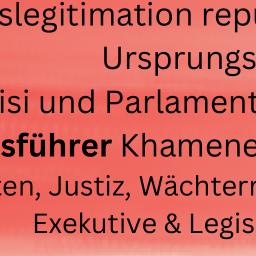 slegitimation repu
Ursprungs
isi und Parlament
sführer Khamene
ten, Justiz, Wächterr
Exekutive & Legis